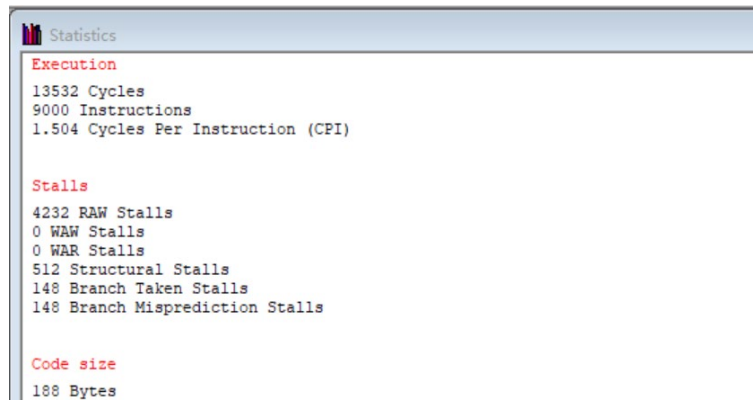 Statistics
Execution
13532 Cycles
9000 Instructions
1.504 Cycles Per Instruction (CPI)
Stalls
4232 RAW Stalls
0 WAW Stalls
0 WAR Stalls
512 Structural Stalls
148 Branch Taken Stalls
148 Branch Misprediction Stalls
Code size
188 Bytes